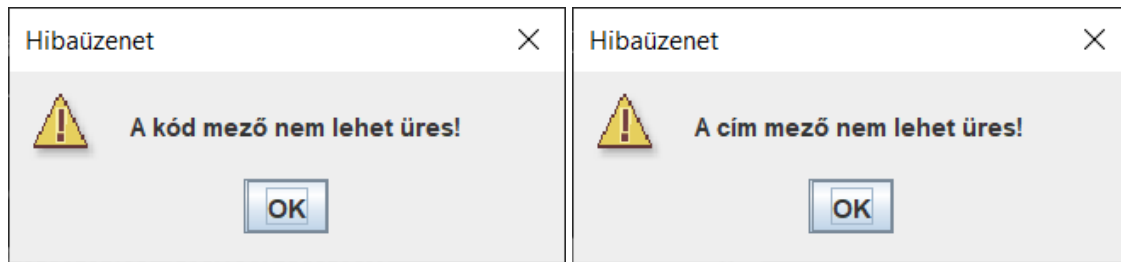 Hibaüzenet
A kód mező nem lehet üres!
OK
Hibaüzenet
A cím mező nem lehet üres!
OK